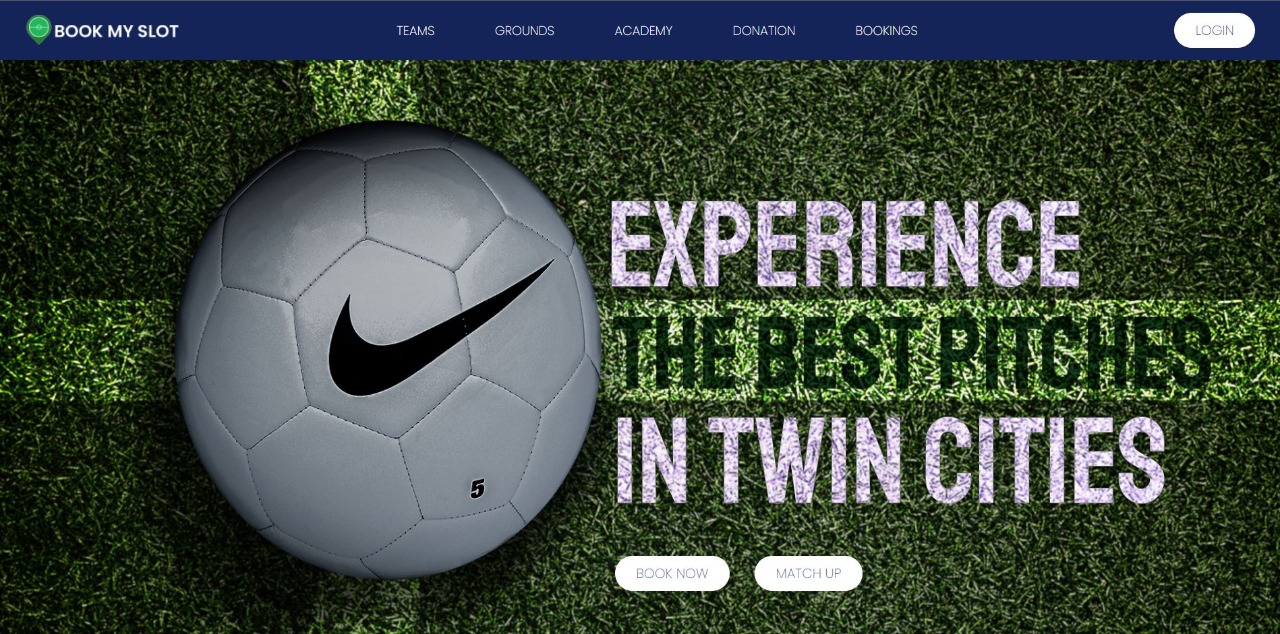 BOOK MY SLOT
TEAMS
GROUNDS
ACADEMY
DONATION
BOOKINGS
LOGIN
EXPERIENCE
THE BEST PITCHES
IN TWIN CITIES
5
BOOK NOW
MATCH UP